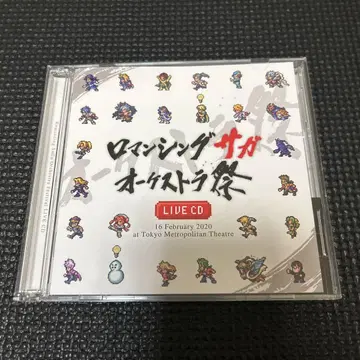 ロマンシング サガ
オーケストラ祭
LIVE CD
16 February 2020
at Tokyo Metropolitan Theatre